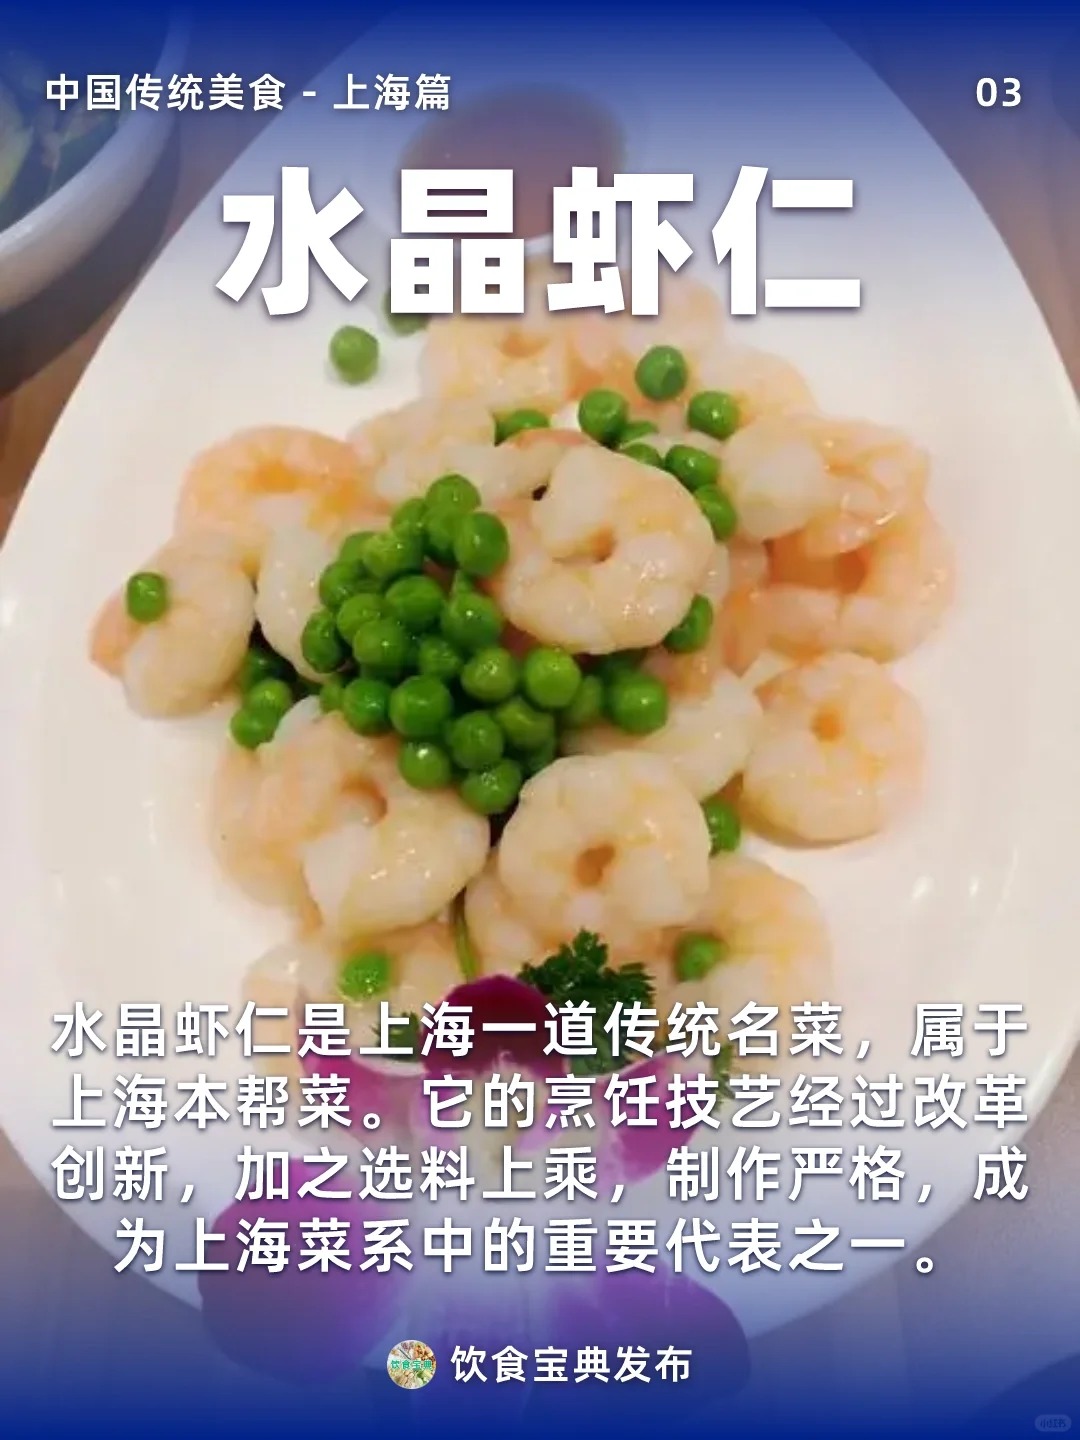 中国传统美食 - 上海篇
03
水晶虾仁
水晶虾仁是上海一道传统名菜，属于
上海本帮菜。它的烹饪技艺经过改革
创新，加之选料上乘，制作严格，成
为上海菜系中的重要代表之一。
饮食宝典
饮食宝典发布